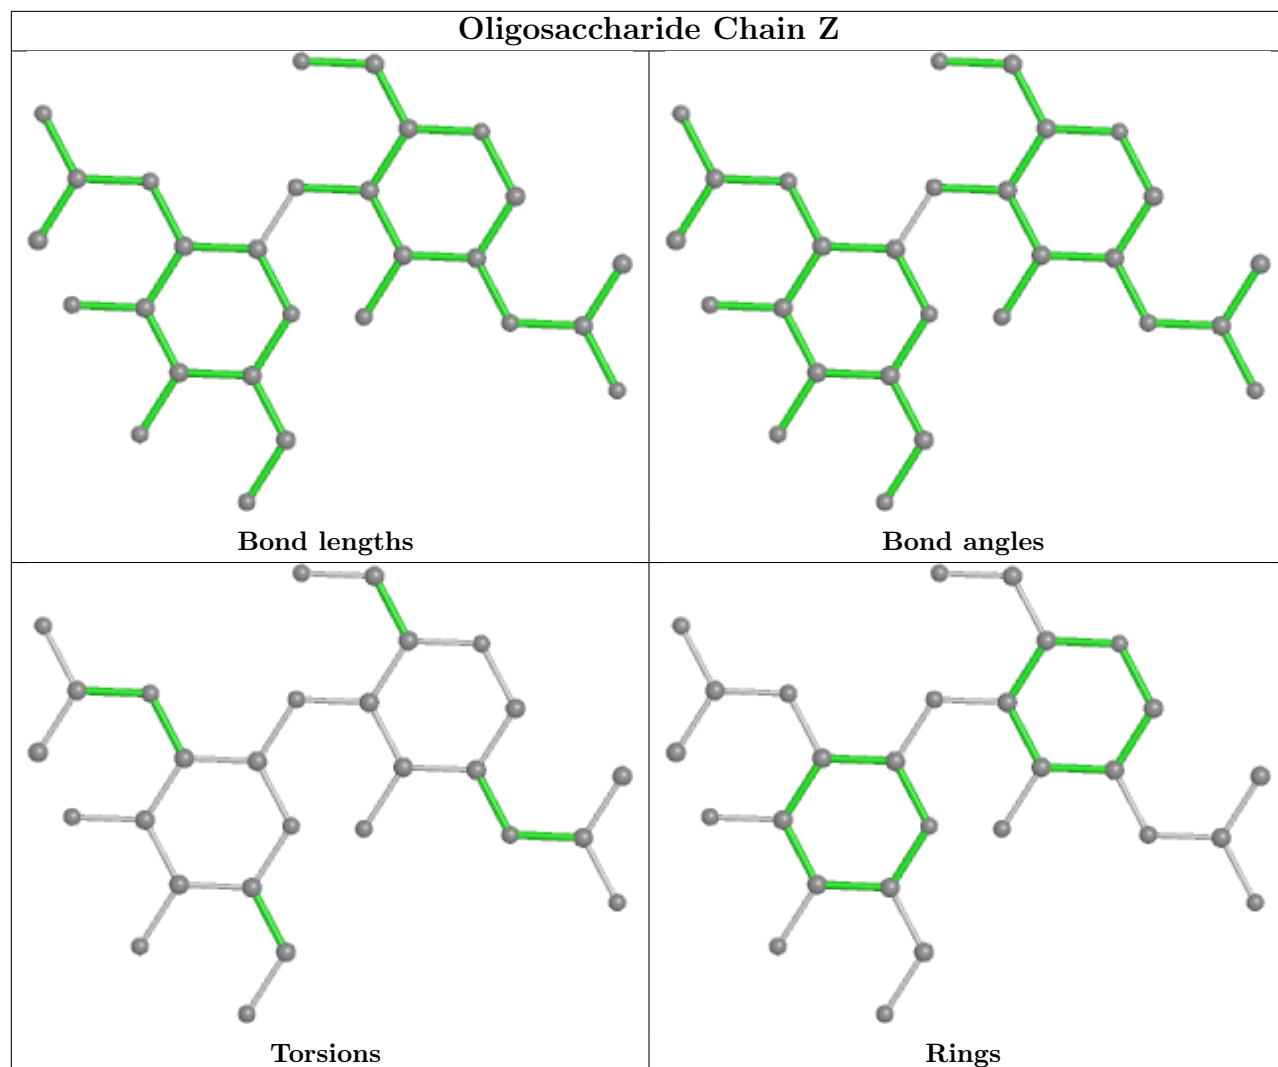 Oligosaccharide Chain Z
Bond lengths
Bond angles
Torsions
Rings